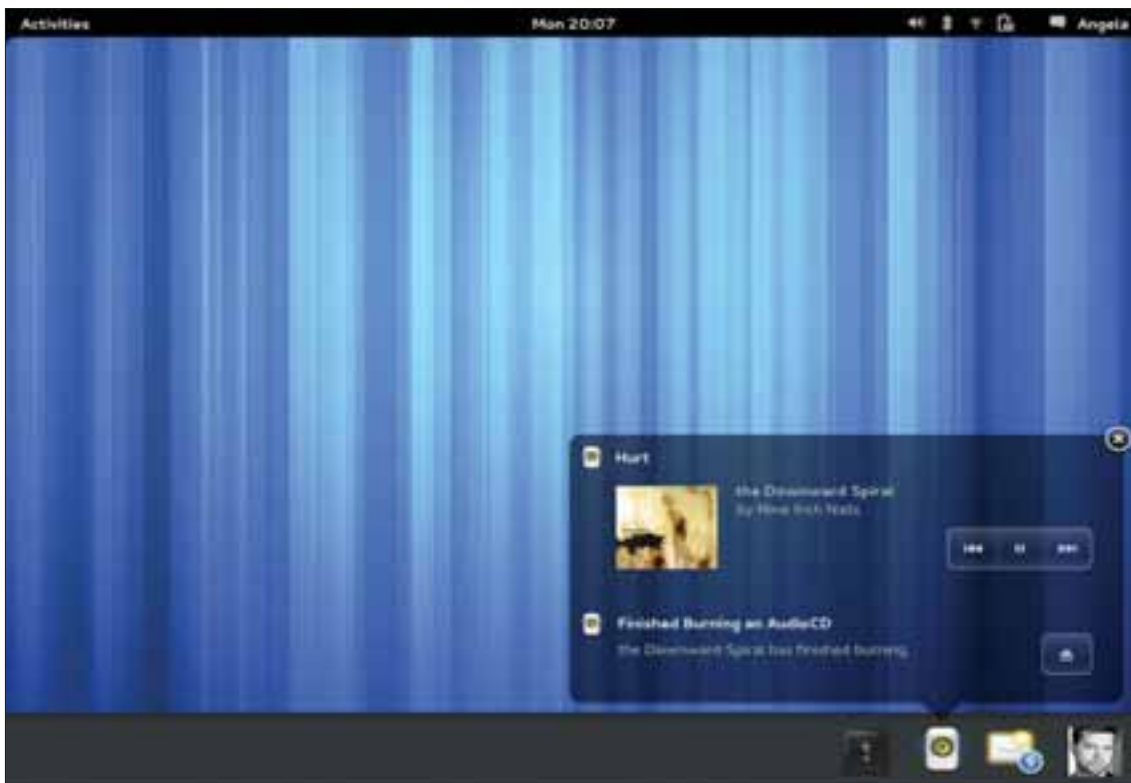 Activities
Mon 20:07
Angela
Hurt
the Downward Spiral
by Nine Inch Nails
Finished Burning an AudioCD
the Downward Spiral has finished burning.